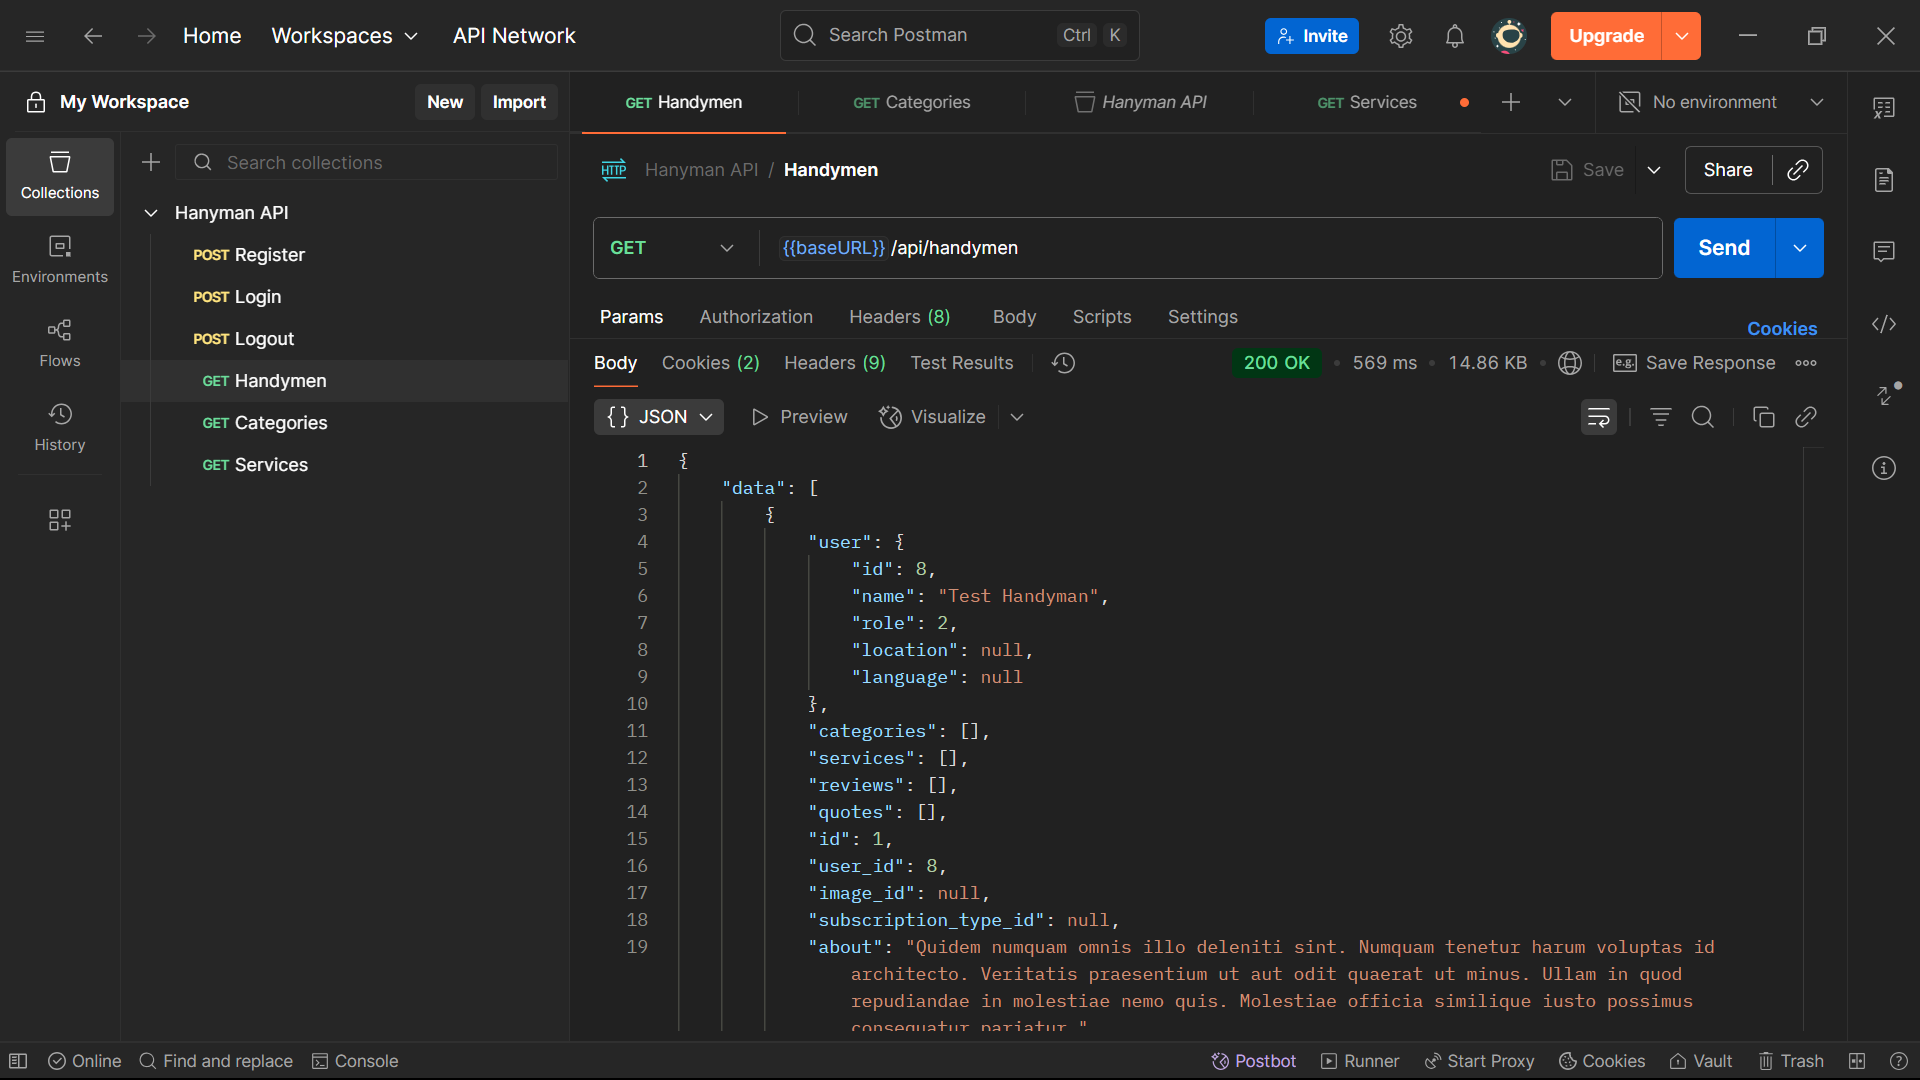 Home
Workspaces
API Network
Search Postman
Ctrl K
Invite
Upgrade
My Workspace
New
Import
GET Handymen
GET Categories
Hanyman API
GET Services
No environment
Collections
Environments
Flows
History
Search collections
Hanyman API
POST Register
POST Login
POST Logout
GET Handymen
GET Categories
GET Services
HTTP
Hanyman API / Handymen
Save
Share
GET
{{baseURL}} /api/handymen
Send
Params
Authorization
Headers (8)
Body
Scripts
Settings
Cookies
Body
Cookies (2)
Headers (9)
Test Results
200 OK
569 ms
14.86 KB
e.g. Save Response
{} JSON
Preview
Visualize
1 {
2 "data": [
3 {
4 "user": {
5 "id": 8,
6 "name": "Test Handyman",
7 "role": 2,
8 "location": null,
9 "language": null
10 },
11 "categories": [],
12 "services": [],
13 "reviews": [],
14 "quotes": [],
15 "id": 1,
16 "user_id": 8,
17 "image_id": null,
18 "subscription_type_id": null,
19 "about": "Quidem numquam omnis illo deleniti sint. Numquam tenetur harum voluptas id
architecto. Veritatis praesentium ut aut odit quaerat ut minus. Ullam in quod
repudiandae in molestiae nemo quis. Molestiae officia similique iusto possimus
consequatur pariatur."
Online
Find and replace
Console
Postbot
Runner
Start Proxy
Cookies
Vault
Trash